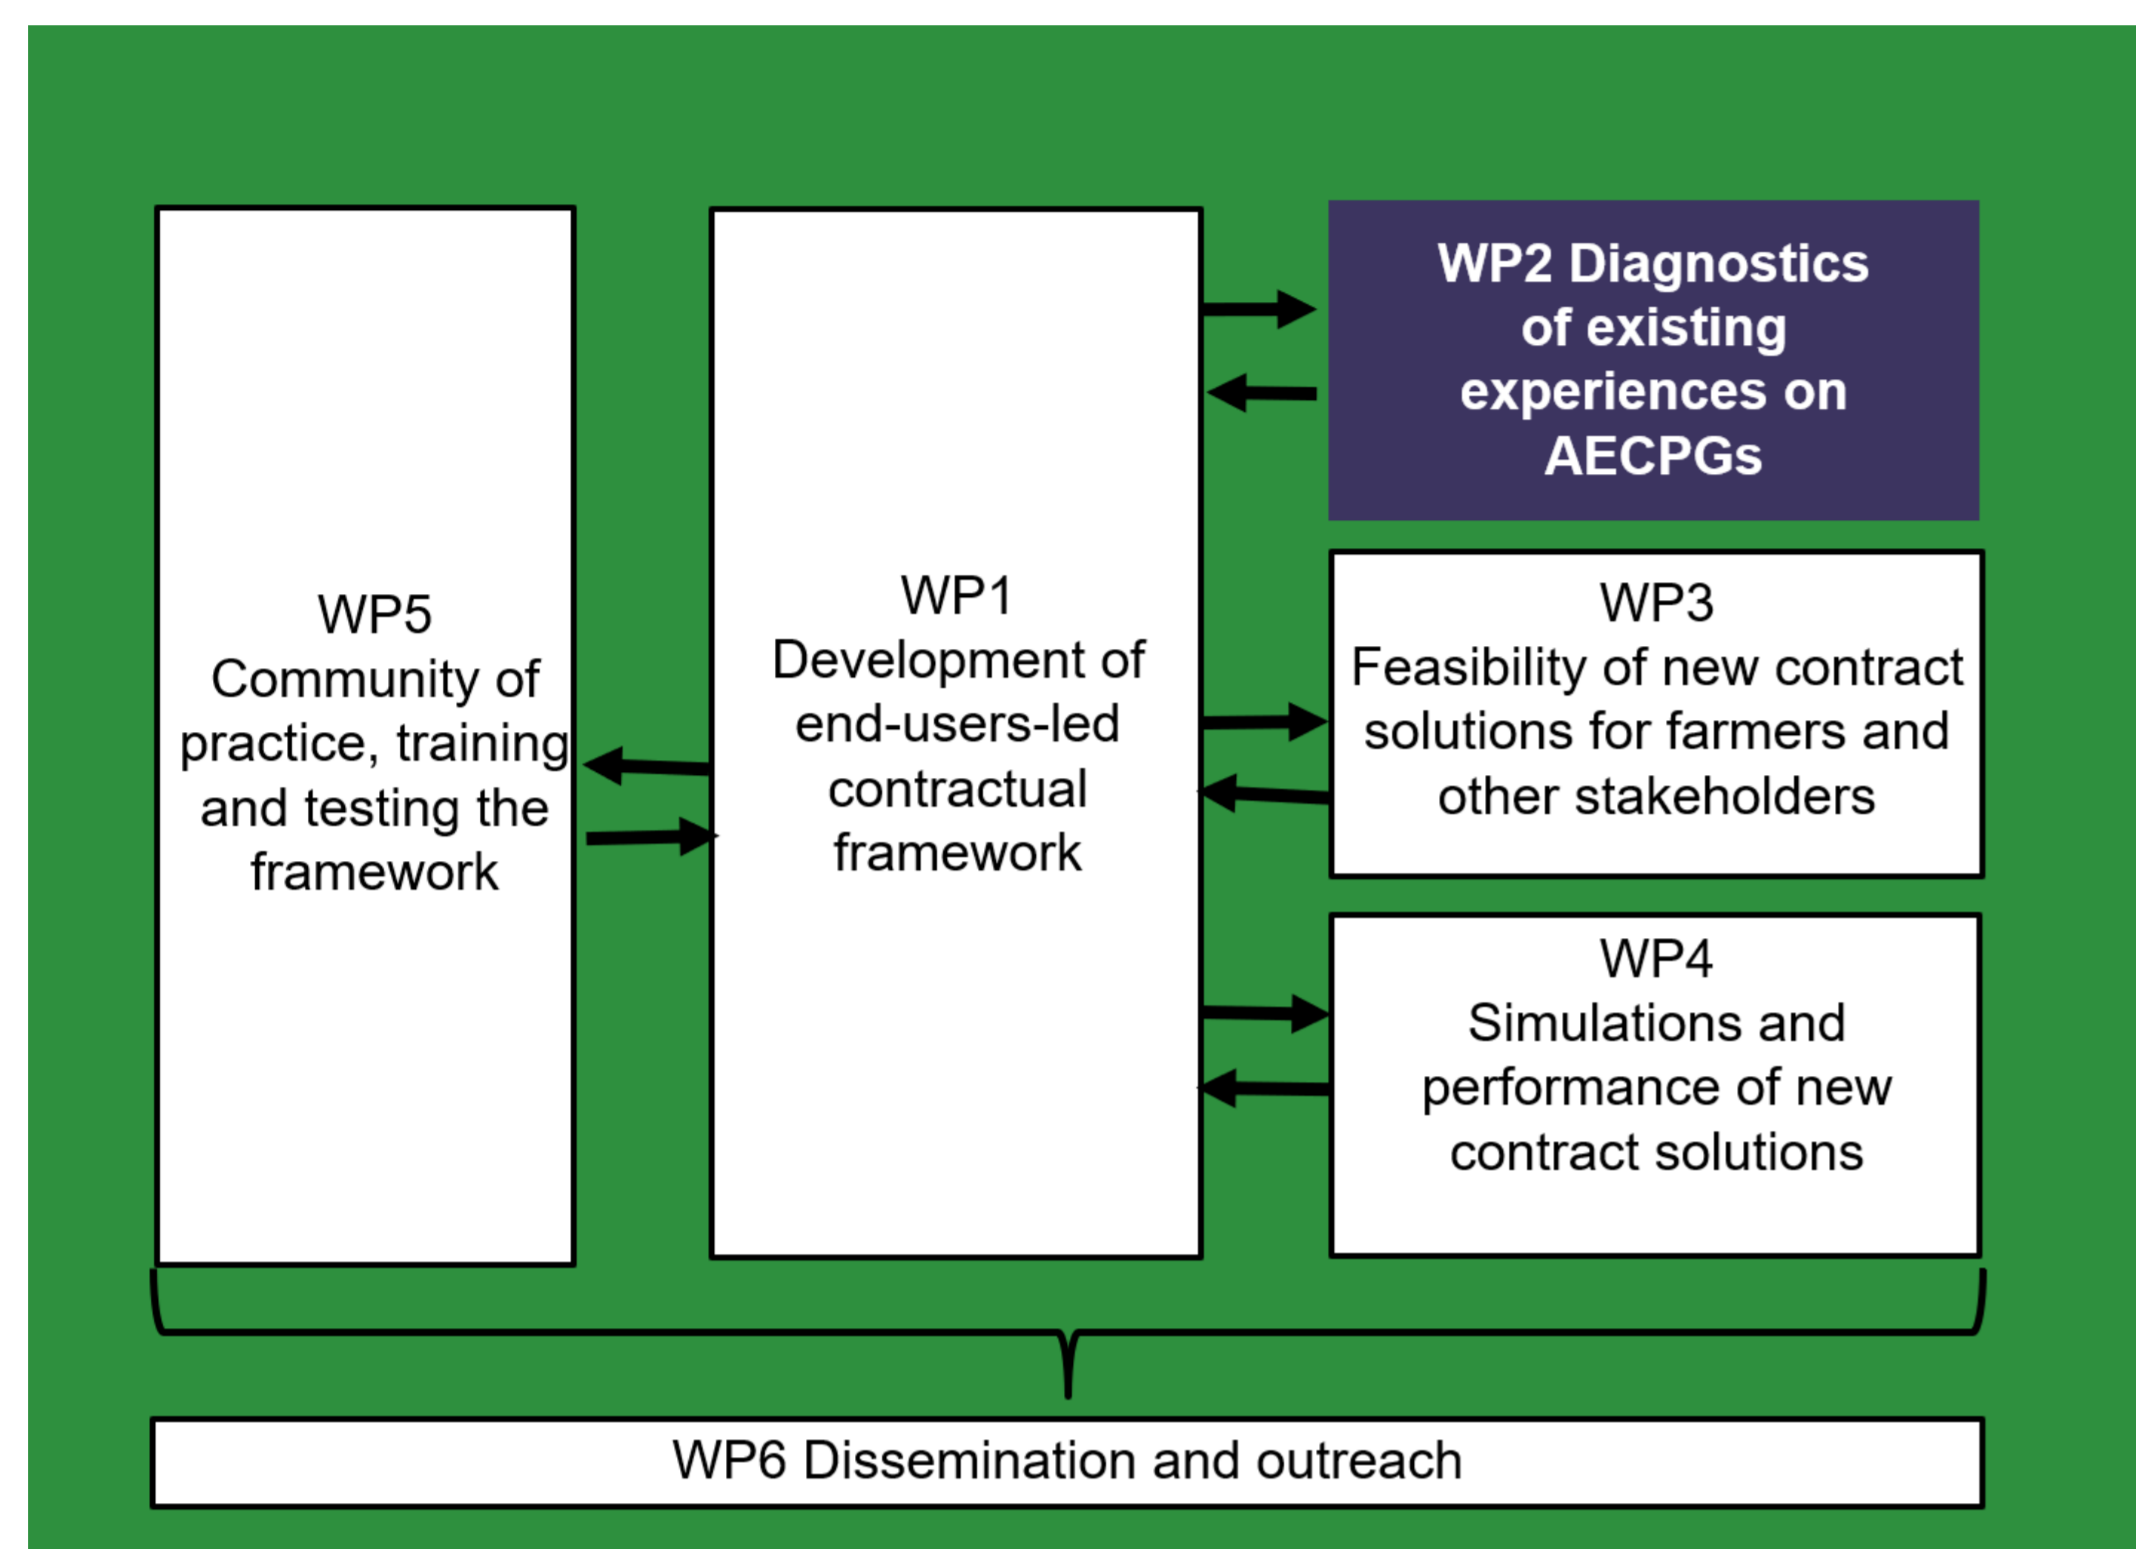 WP5
Community of
practice, training
and testing the
framework
WP1
Development of
end-users-led
contractual
framework
WP2 Diagnostics
of existing
experiences on
AECPGs
WP3
Feasibility of new contract
solutions for farmers and
other stakeholders
WP4
Simulations and
performance of new
contract solutions
WP6 Dissemination and outreach